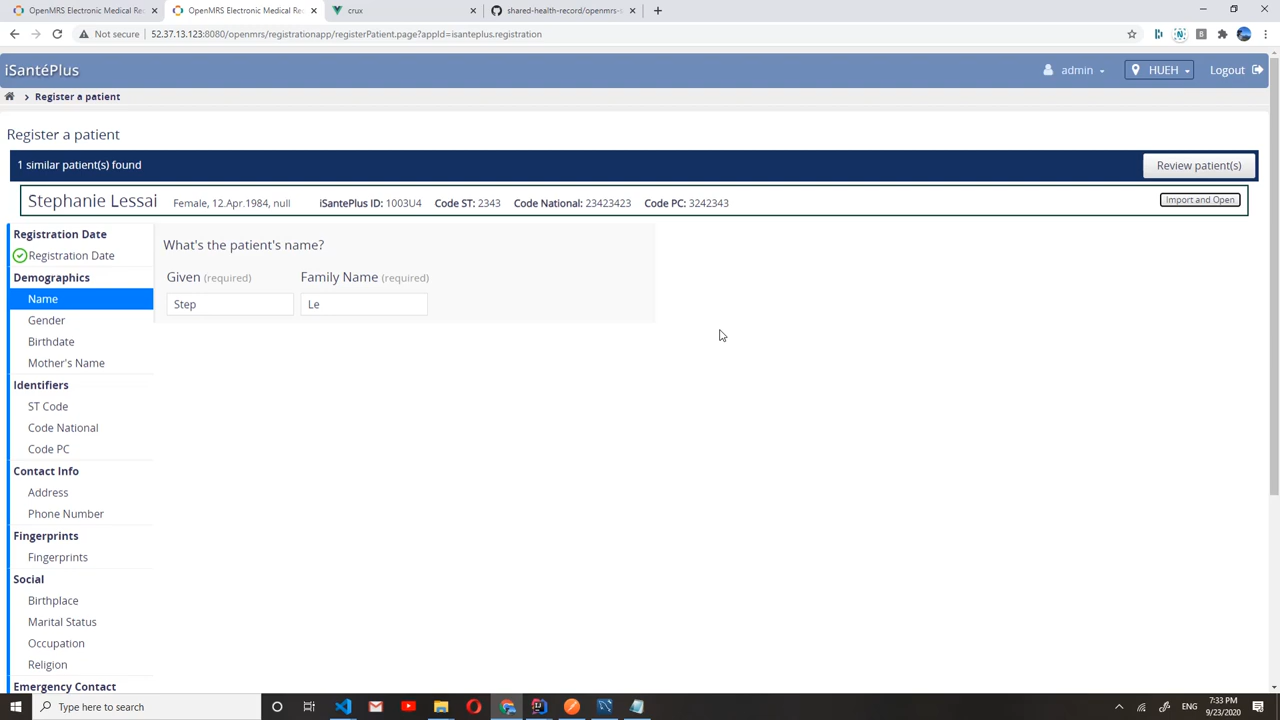 OpenMRS Electronic Medical Rec
OpenMRS Electronic Medical Rec
crux
shared-health-record/openmrs-s
Not secure
52.37.13.123:8080/openmrs/registrationapp/registerPatient.page?appId=isanteplus.registration
iSantéPlus
admin
HUEH
Logout
Register a patient
Register a patient
1 similar patient(s) found
Review patient(s)
Stephanie Lessai
Female, 12.Apr.1984, null
iSantePlus ID: 1003U4
Code ST: 2343
Code National: 23423423
Code PC: 3242343
Import and Open
Registration Date
Registration Date
Demographics
Name
Gender
Birthdate
Mother's Name
Identifiers
ST Code
Code National
Code PC
Contact Info
Address
Phone Number
Fingerprints
Fingerprints
Social
Birthplace
Marital Status
Occupation
Religion
Emergency Contact
What's the patient's name?
Given (required)
Family Name (required)
Step
Le
Type here to search
ENG
7:33 PM
9/23/2020